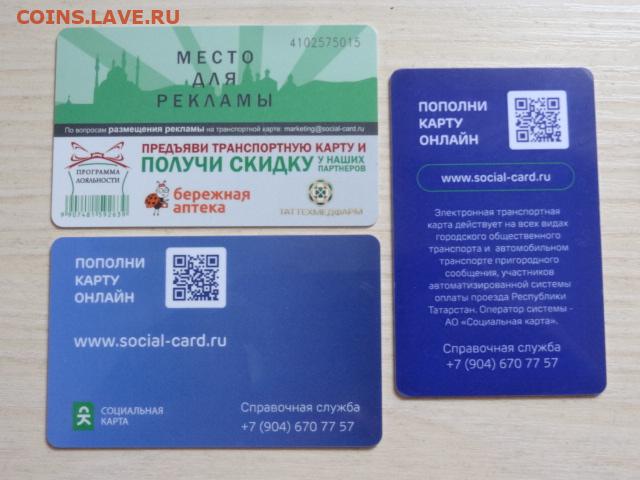 COINS.LAVE.RU
4102575015
МЕСТО
ДЛЯ
РЕКЛАМЫ
По вопросам размещения рекламы на транспортной карте: marketing@social-card.ru
ПРЕДЪЯВИ ТРАНСПОРТНУЮ КАРТУ И
ПОЛУЧИ СКИДКУ У НАШИХ ПАРТНЕРОВ
ПРОГРАММА
ЛОЯЛЬНОСТИ
9907481592639
бережная
аптека
ТАТТЕХМЕДФАРМ
ПОПОЛНИ
КАРТУ
ОНЛАЙН
www.social-card.ru
СОЦИАЛЬНАЯ
КАРТА
Справочная служба
+7 (904) 670 77 57
ПОПОЛНИ
КАРТУ
ОНЛАЙН
www.social-card.ru
Электронная транспортная
карта действует на всех видах
городского общественного
транспорта и автомобильном
транспорте пригородного
сообщения, участников
автоматизированной системы
оплаты проезда Республики
Татарстан. Оператор системы -
АО «Социальная карта».
Справочная служба
+7 (904) 670 77 57